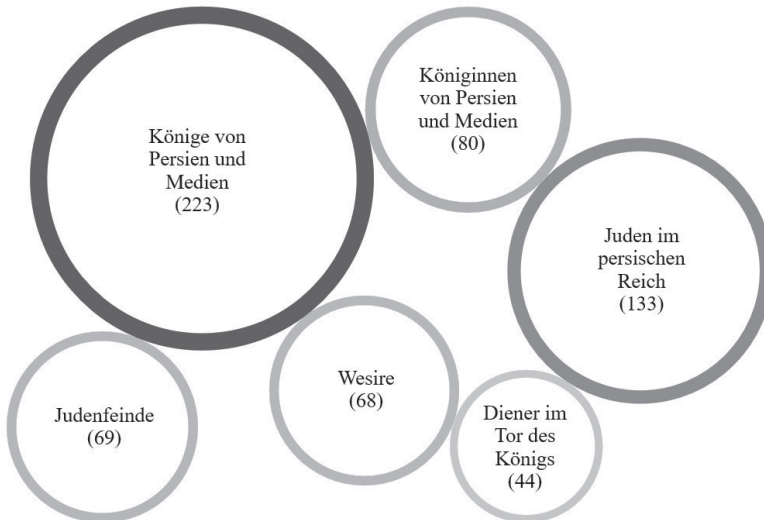 Könige von
Persien und
Medien
(223)
Königinnen
von Persien
und Medien
(80)
Juden im
persischen
Reich
(133)
Judenfeinde
(69)
Wesire
(68)
Diener im
Tor des
Königs
(44)